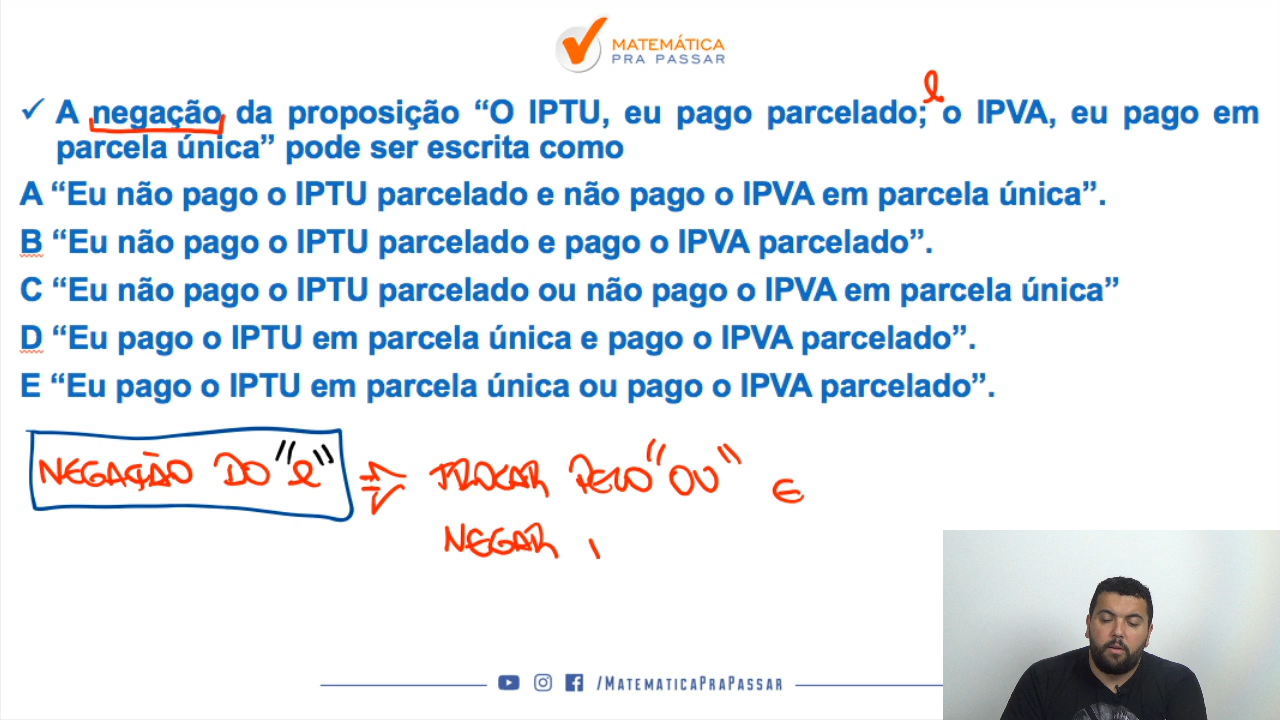 MATEMÁTICA
PRA PASSAR
e
✓ A negação da proposição “O IPTU, eu pago parcelado; o IPVA, eu pago em
parcela única” pode ser escrita como
A “Eu não pago o IPTU parcelado e não pago o IPVA em parcela única”.
B “Eu não pago o IPTU parcelado e pago o IPVA parcelado”.
C “Eu não pago o IPTU parcelado ou não pago o IPVA em parcela única”
D “Eu pago o IPTU em parcela única e pago o IPVA parcelado”.
E “Eu pago o IPTU em parcela única ou pago o IPVA parcelado”.
NEGAÇÃO DO "e" ⇒ TROCAR PELO "OU" E
NEGAR
/MATEMATICAPRAPASSAR